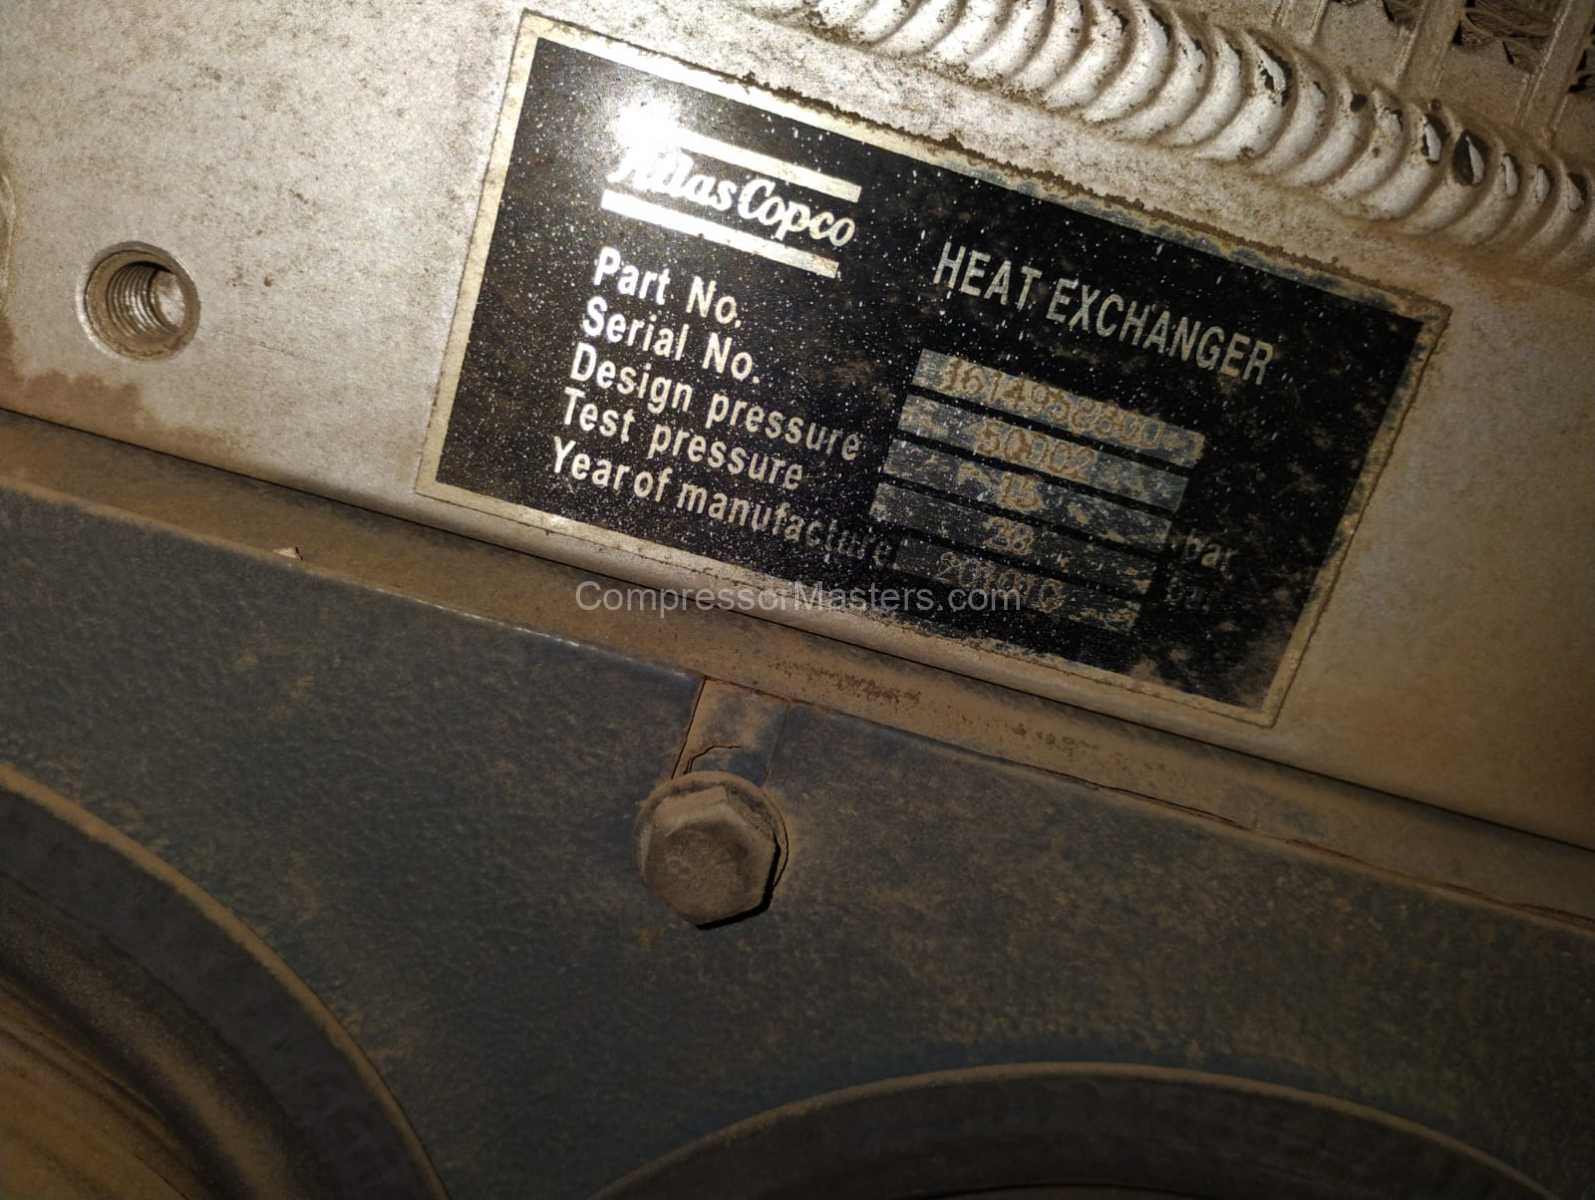 Atlas Copco
HEAT EXCHANGER
Part No. 1614958800
Serial No.
Design pressure 15 bar
Test pressure 28 bar
Year of manufacture
CompressorMasters.com